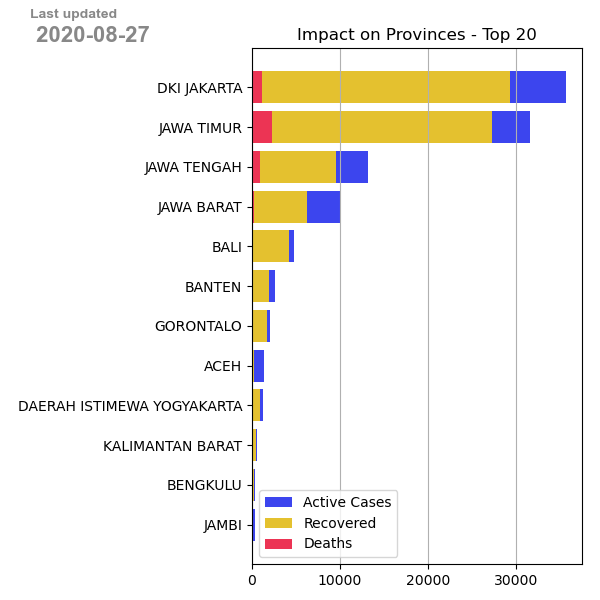 Last updated
2020-08-27
Impact on Provinces - Top 20
DKI JAKARTA
JAWA TIMUR
JAWA TENGAH
JAWA BARAT
BALI
BANTEN
GORONTALO
ACEH
DAERAH ISTIMEWA YOGYAKARTA
KALIMANTAN BARAT
BENGKULU
JAMBI
Active Cases
Recovered
Deaths
0 10000 20000 30000